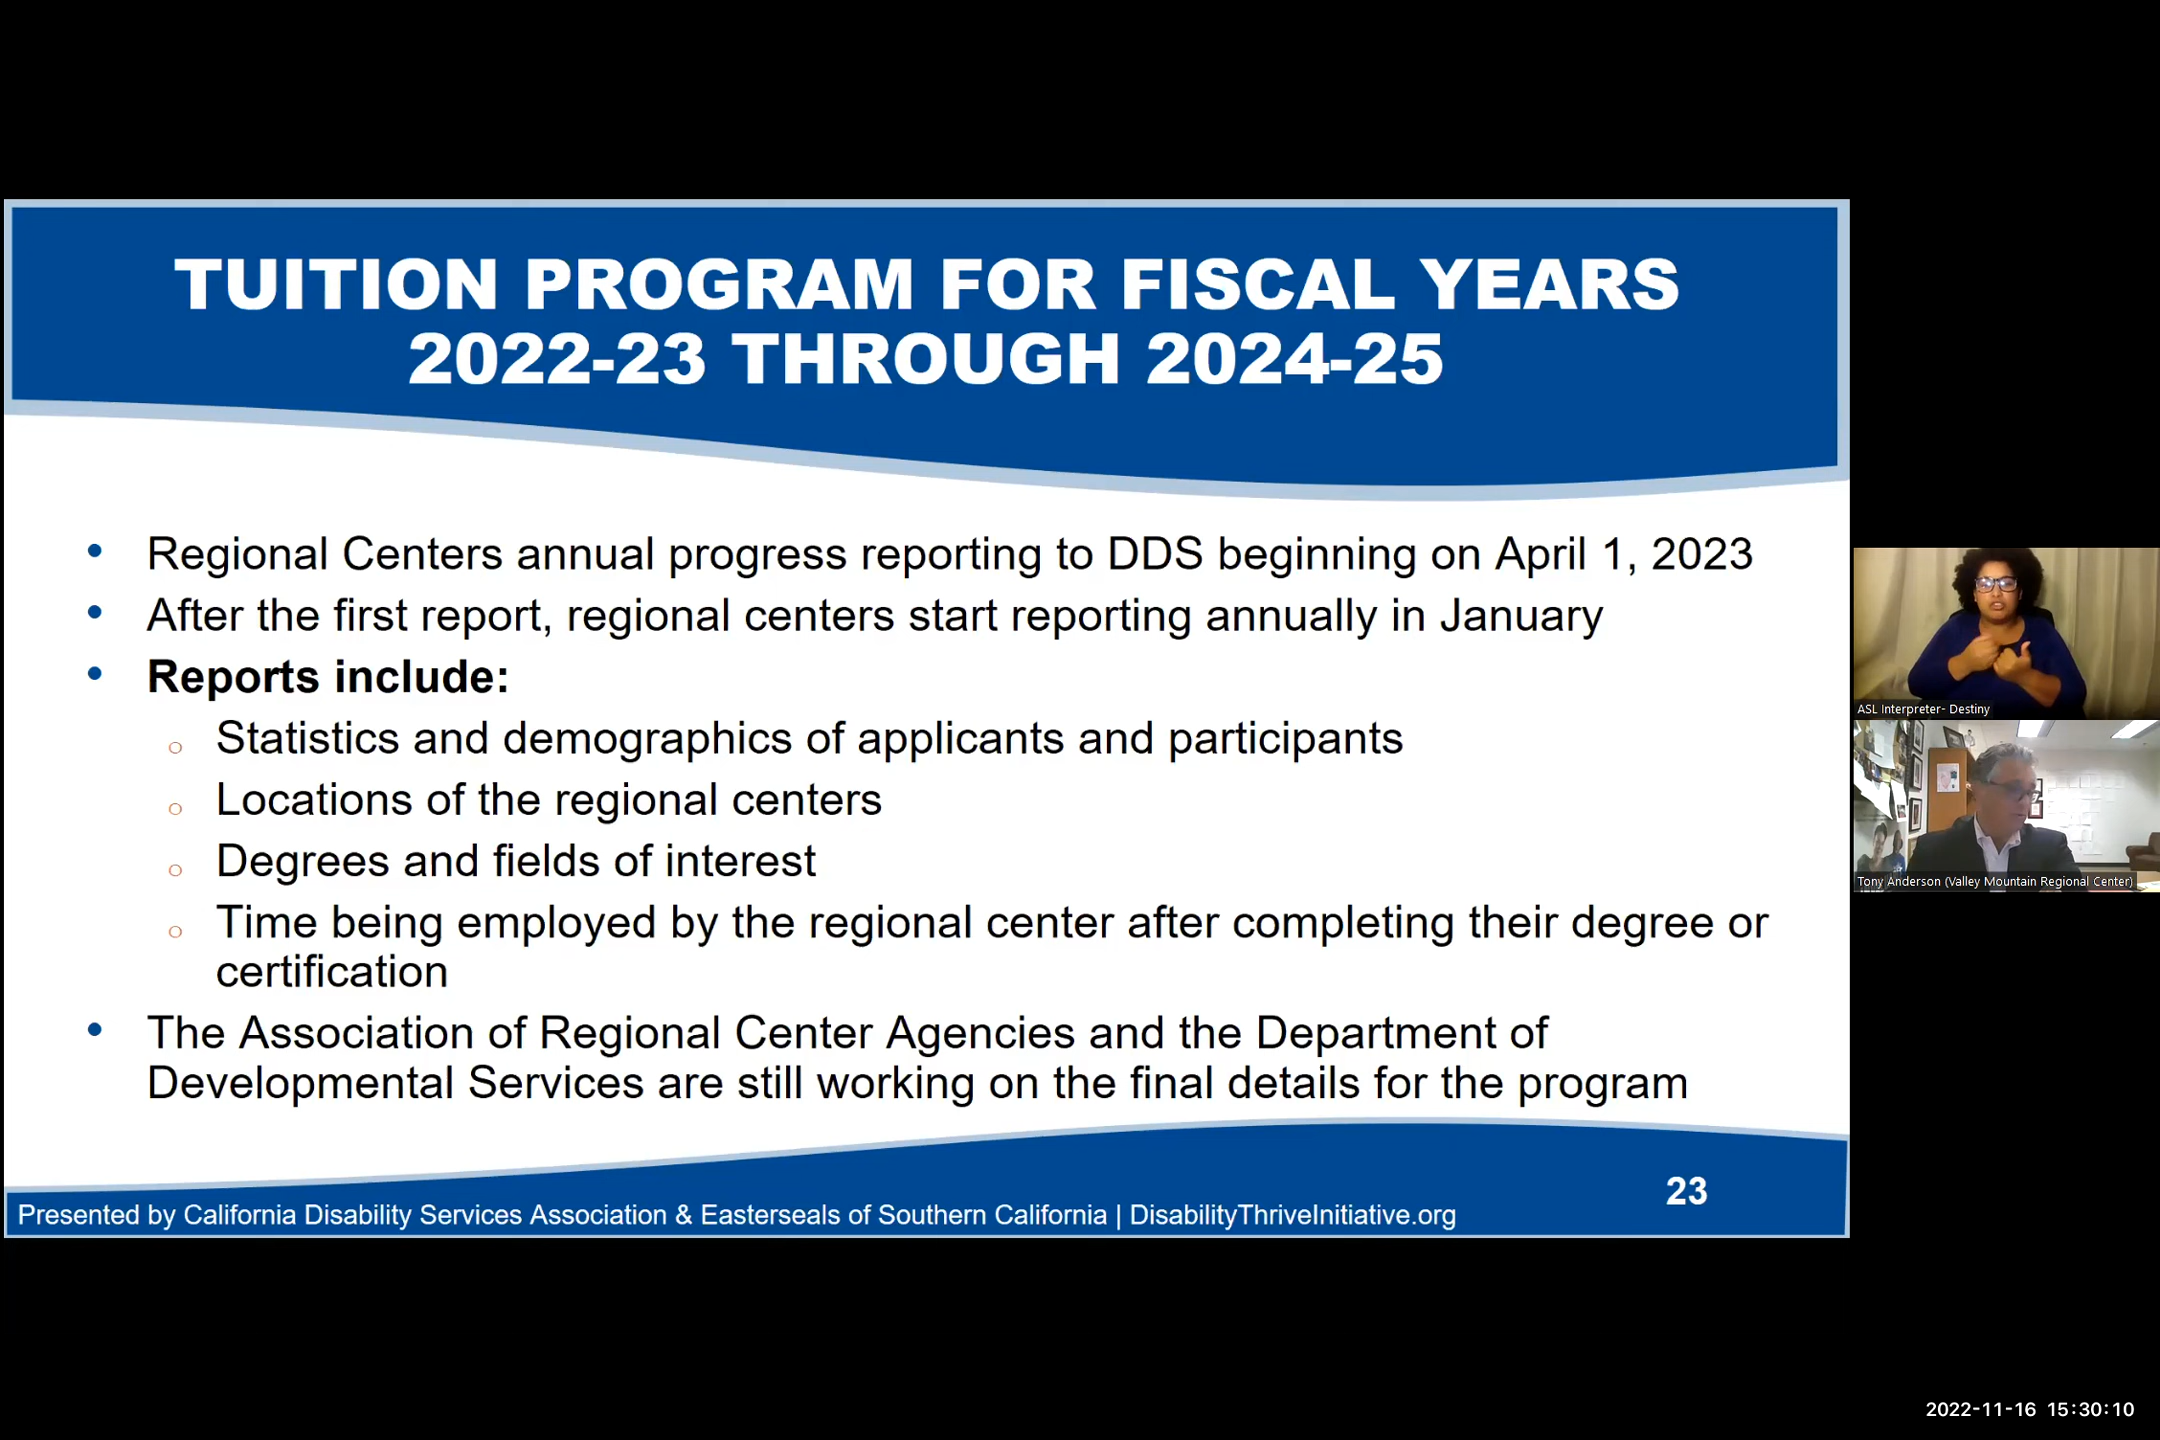 TUITION PROGRAM FOR FISCAL YEARS
2022-23 THROUGH 2024-25
• Regional Centers annual progress reporting to DDS beginning on April 1, 2023
• After the first report, regional centers start reporting annually in January
• Reports include:
o Statistics and demographics of applicants and participants
o Locations of the regional centers
o Degrees and fields of interest
o Time being employed by the regional center after completing their degree or
certification
• The Association of Regional Center Agencies and the Department of
Developmental Services are still working on the final details for the program
23
Presented by California Disability Services Association & Easterseals of Southern California | DisabilityThriveInitiative.org
ASL Interpreter- Destiny
Tony Anderson (Valley Mountain Regional Center)
2022-11-16 15:30:10